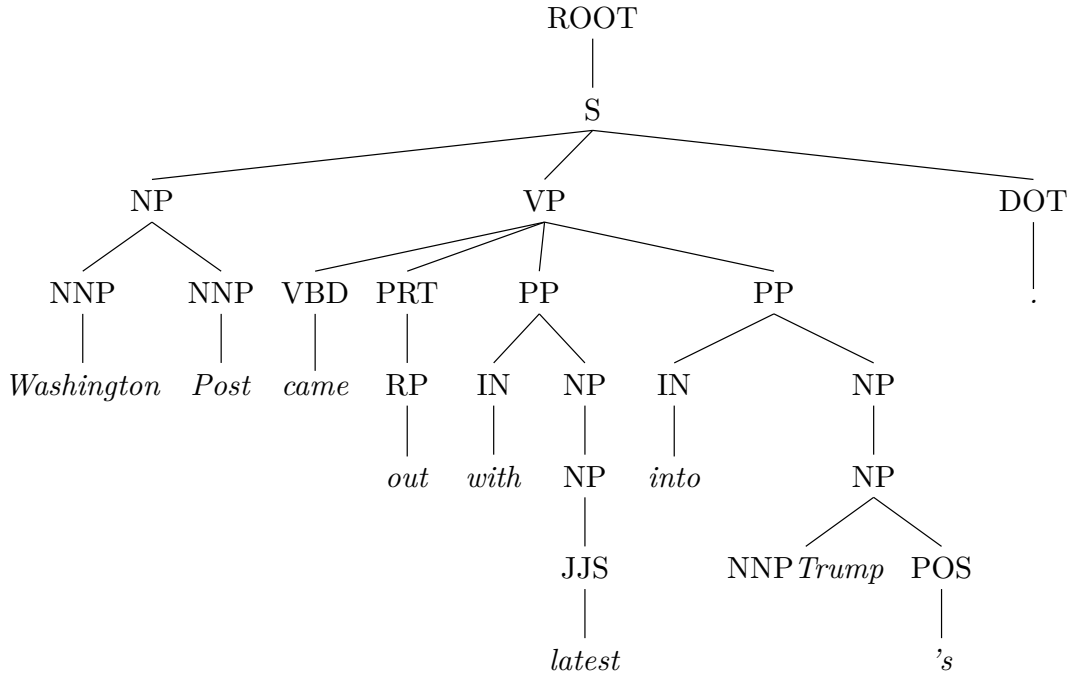 ROOT
S
NP VP DOT
NNP NNP VBD PRT PP PP .
Washington Post came RP IN NP IN NP
out with NP into NP
JJS NNP Trump POS
latest 's